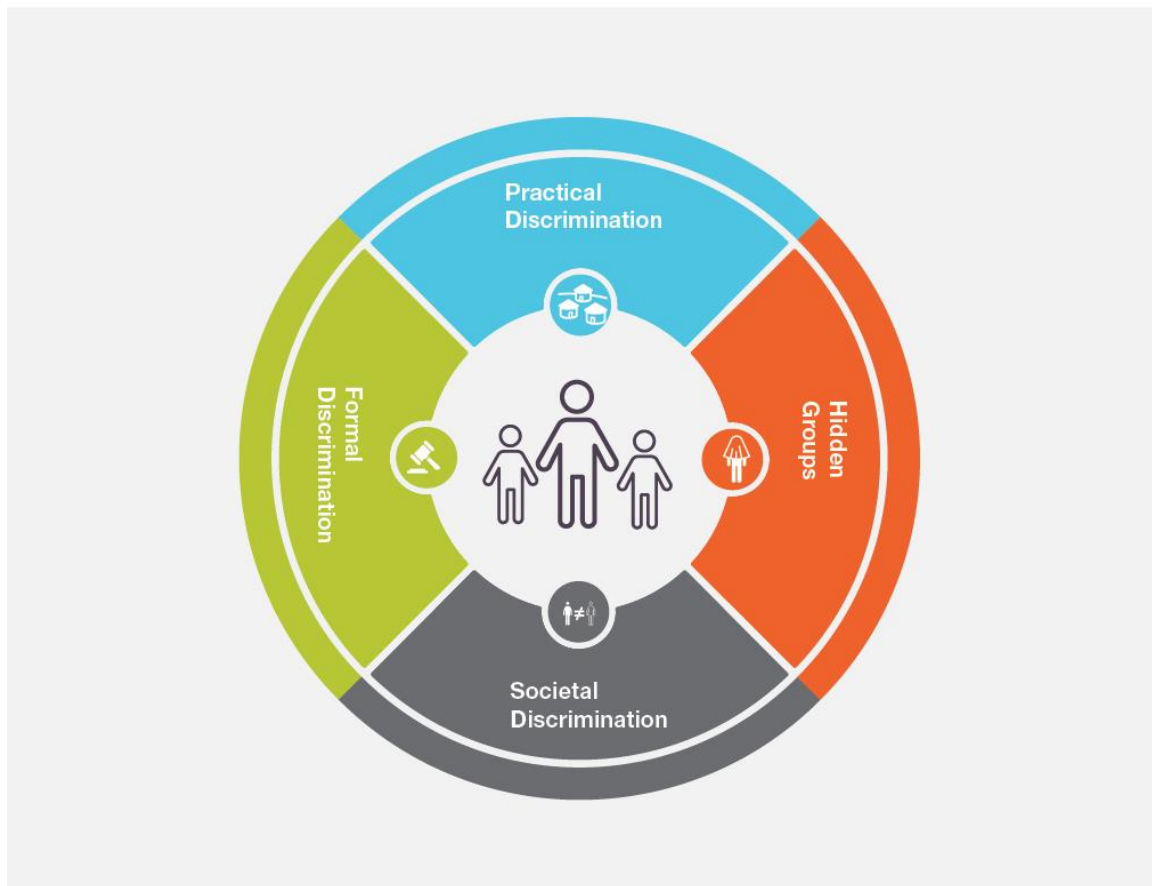 Practical
Discrimination
Formal
Discrimination
Hidden
Groups
Societal
Discrimination